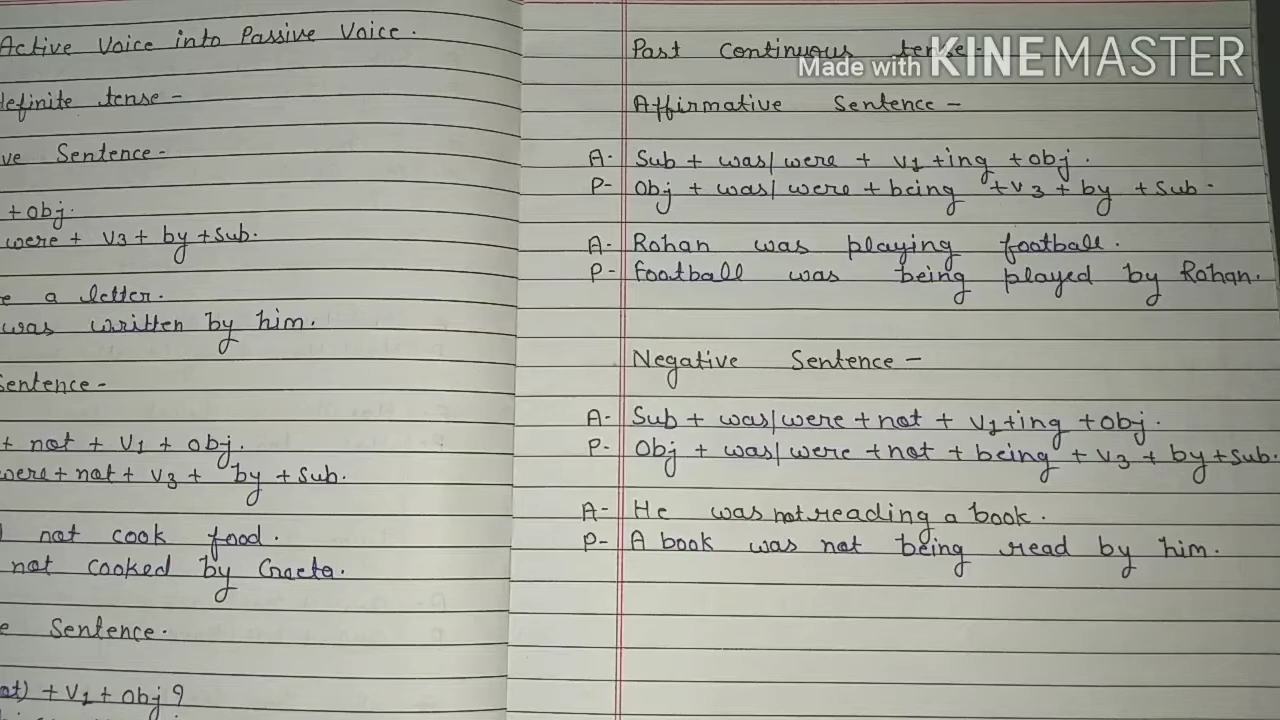 Active Voice into Passive Voice.
definite tense-
ve Sentence-
+ obj.
were + V3 + by + Sub.
e a letter.
was written by him.
Sentence-
+ not + V1 + obj.
were + not + V3 + by + Sub.
not cook food.
not cooked by Geeta.
e Sentence.
ot) + V1 + obj ?
Past Continuous tense-
Made with KINEMASTER
Affirmative Sentence-
A- Sub + was/were + V1 + ing + obj.
P- Obj + was/were + being + V3 + by + Sub.
A- Rohan was playing football.
P- football was being played by Rohan.
Negative Sentence-
A- Sub + was/were + not + V1+ing + obj.
P- Obj + was/were + not + being + V3 + by + sub.
A- He was not reading a book.
P- A book was not being read by him.